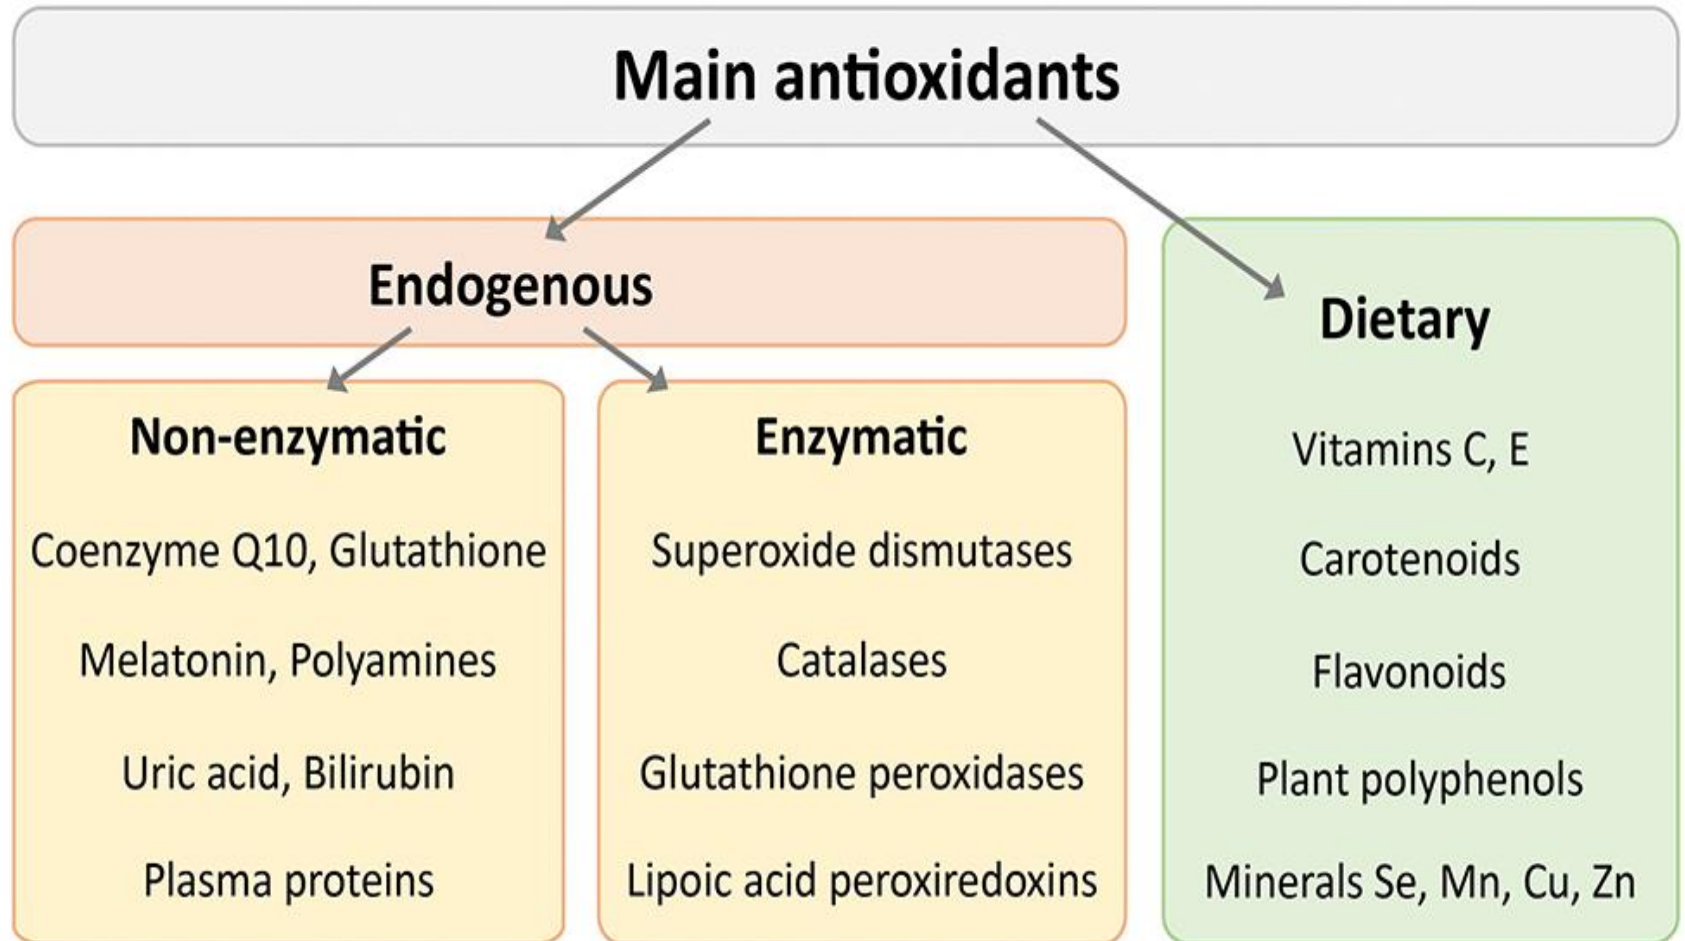 Main antioxidants
Endogenous
Non-enzymatic
Coenzyme Q10, Glutathione
Melatonin, Polyamines
Uric acid, Bilirubin
Plasma proteins
Enzymatic
Superoxide dismutases
Catalases
Glutathione peroxidases
Lipoic acid peroxiredoxins
Dietary
Vitamins C, E
Carotenoids
Flavonoids
Plant polyphenols
Minerals Se, Mn, Cu, Zn